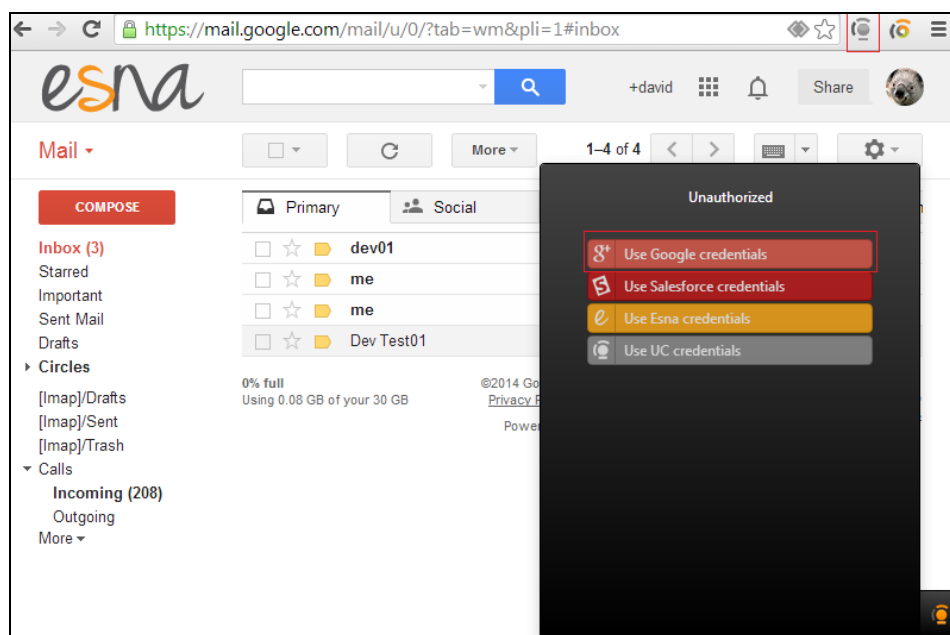 https://mail.google.com/mail/u/0/?tab=wm&pli=1#inbox
esna
+david
Share
Mail
More
1–4 of 4
COMPOSE
Primary
Social
Unauthorized
Inbox (3)
dev01
g+ Use Google credentials
Starred
me
Use Salesforce credentials
Important
me
e Use Esna credentials
Sent Mail
Dev Test01
Use UC credentials
Drafts
Circles
0% full
©2014 Go
[Imap]/Drafts
Using 0.08 GB of your 30 GB
Privacy
[Imap]/Sent
Power
[Imap]/Trash
Calls
Incoming (208)
Outgoing
More